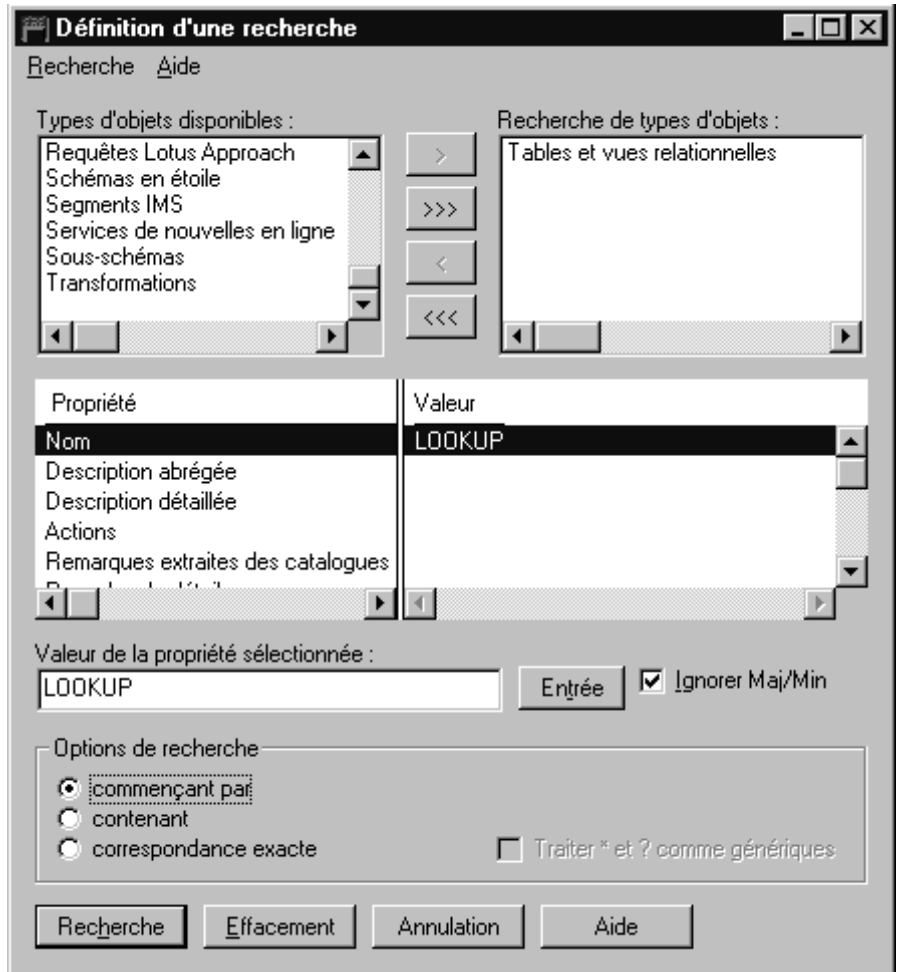 Définition d'une recherche
Recherche Aide
Types d'objets disponibles :
Requêtes Lotus Approach
Schémas en étoile
Segments IMS
Services de nouvelles en ligne
Sous-schémas
Transformations
>
>>>
<
<<<
Recherche de types d'objets :
Tables et vues relationnelles
Propriété Valeur
Nom LOOKUP
Description abrégée
Description détaillée
Actions
Remarques extraites des catalogues
Valeur de la propriété sélectionnée :
LOOKUP Entrée Ignorer Maj/Min
Options de recherche
commençant par
contenant
correspondance exacte Traiter * et ? comme génériques
Recherche Effacement Annulation Aide